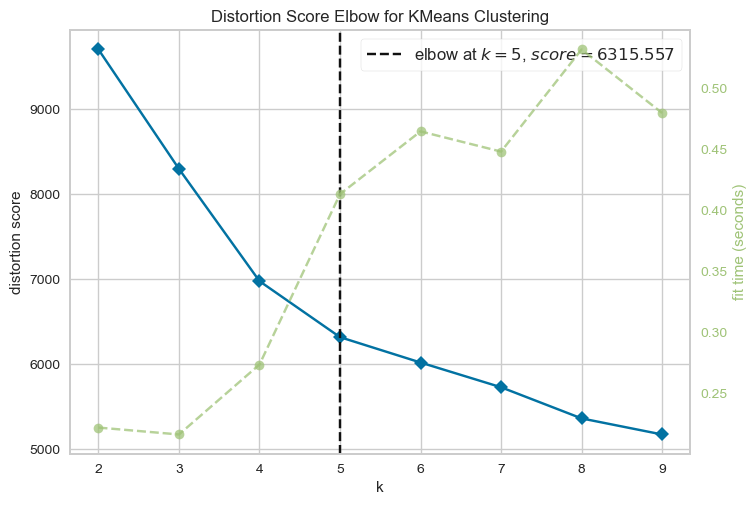 Distortion Score Elbow for KMeans Clustering
elbow at k = 5, score = 6315.557
distortion score
9000
8000
7000
6000
5000
fit time (seconds)
0.50
0.45
0.40
0.35
0.30
0.25
2 3 4 5 6 7 8 9
k